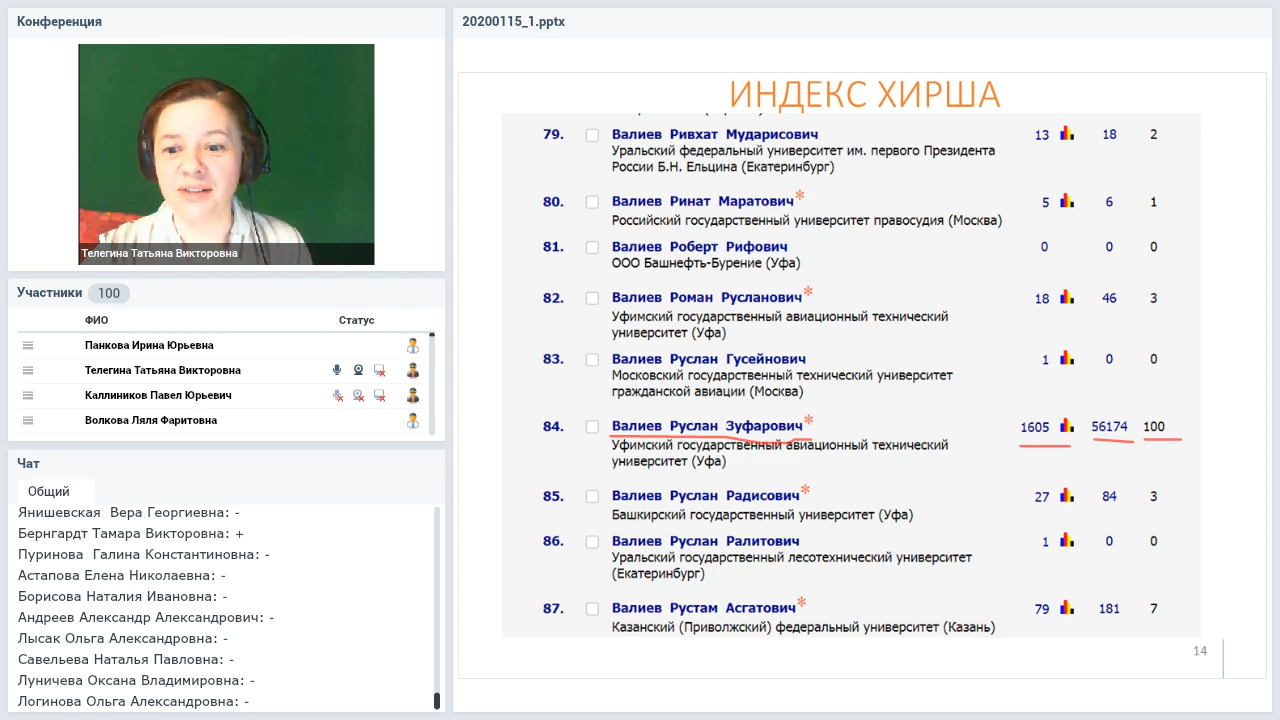 Конференция
Телегина Татьяна Викторовна
Участники 100
ФИО Статус
Панкова Ирина Юрьевна
Телегина Татьяна Викторовна
Каллиников Павел Юрьевич
Волкова Ляля Фаритовна
Чат
Общий
Янишевская Вера Георгиевна: -
Бернгардт Тамара Викторовна: +
Пуринова Галина Константиновна: -
Астапова Елена Николаевна: -
Борисова Наталия Ивановна: -
Андреев Александр Александрович: -
Лысак Ольга Александровна: -
Савельева Наталья Павловна: -
Луничева Оксана Владимировна: -
Логинова Ольга Александровна: -
20200115_1.pptx
ИНДЕКС ХИРША
79. Валиев Ривхат Мударисович 13 18 2
Уральский федеральный университет им. первого Президента
России Б.Н. Ельцина (Екатеринбург)
80. Валиев Ринат Маратович* 5 6 1
Российский государственный университет правосудия (Москва)
81. Валиев Роберт Рифович 0 0 0
ООО Башнефть-Бурение (Уфа)
82. Валиев Роман Русланович* 18 46 3
Уфимский государственный авиационный технический
университет (Уфа)
83. Валиев Руслан Гусейнович 1 0 0
Московский государственный технический университет
гражданской авиации (Москва)
84. Валиев Руслан Зуфарович* 1605 56174 100
Уфимский государственный авиационный технический
университет (Уфа)
85. Валиев Руслан Радисович* 27 84 3
Башкирский государственный университет (Уфа)
86. Валиев Руслан Ралитович 1 0 0
Уральский государственный лесотехнический университет
(Екатеринбург)
87. Валиев Рустам Асгатович* 79 181 7
Казанский (Приволжский) федеральный университет (Казань)
14